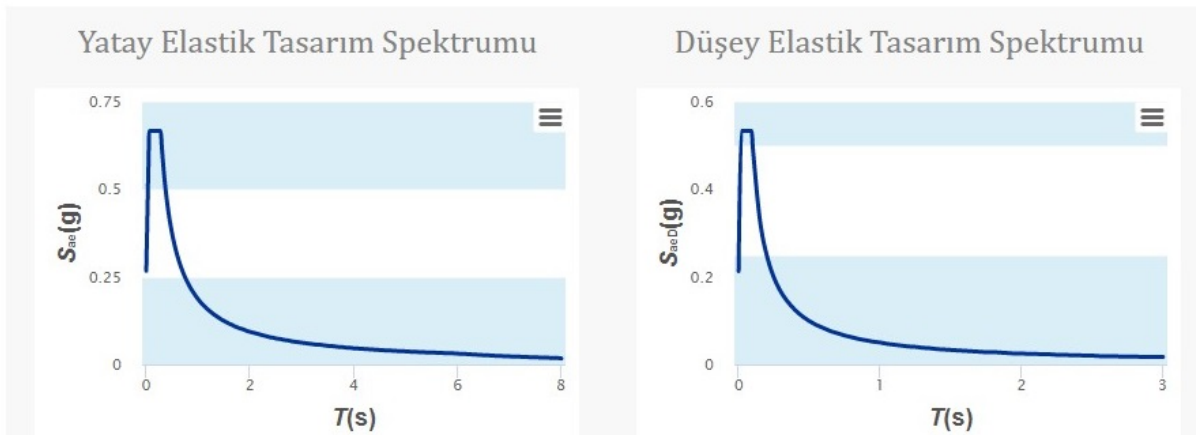 Yatay Elastik Tasarım Spektrumu
0.75
0.5
0.25
0
Sae(g)
0 2 4 6 8
T(s)
Düşey Elastik Tasarım Spektrumu
0.6
0.4
0.2
0
SaeD(g)
0 1 2 3
T(s)